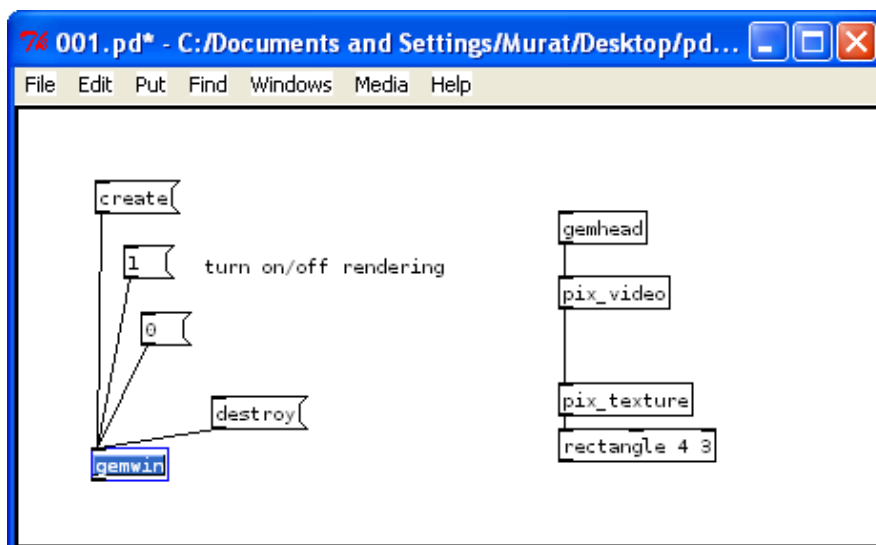 001.pd* - C:/Documents and Settings/Murat/Desktop/pd...
File Edit Put Find Windows Media Help
create
1
turn on/off rendering
0
destroy
gemwin
gemhead
pix_video
pix_texture
rectangle 4 3